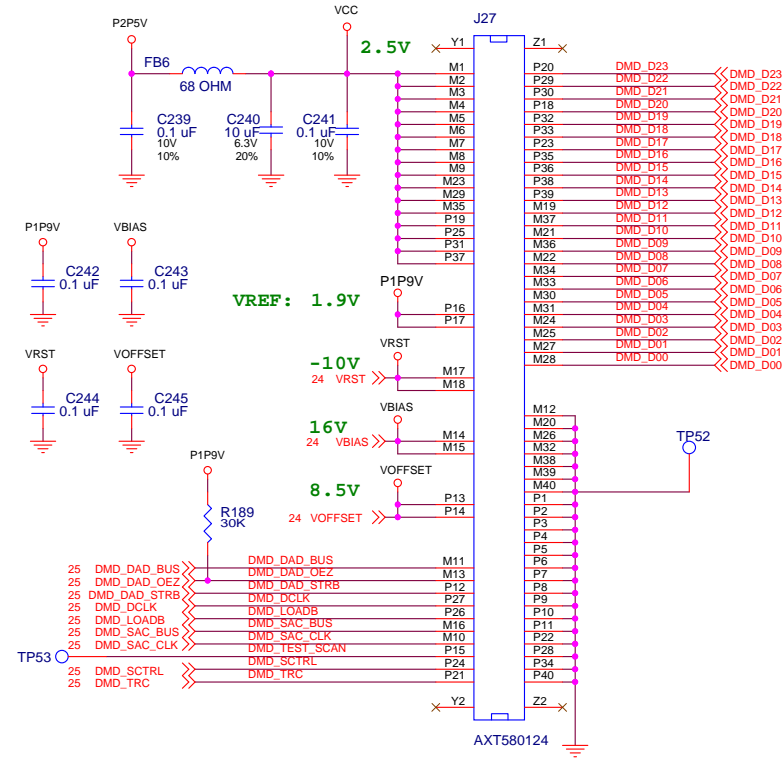 P2P5V
VCC
J27
2.5V
Y1
Z1
FB6
68 OHM
C239
0.1 uF
10V
10%
C240
10 uF
6.3V
20%
C241
0.1 uF
10V
10%
M1 P20 DMD_D23 DMD_D23
M2 P29 DMD_D22 DMD_D22
M3 P30 DMD_D21 DMD_D21
M4 P18 DMD_D20 DMD_D20
M5 P32 DMD_D19 DMD_D19
M6 P33 DMD_D18 DMD_D18
M7 P23 DMD_D17 DMD_D17
M8 P35 DMD_D16 DMD_D16
M9 P36 DMD_D15 DMD_D15
M23 P38 DMD_D14 DMD_D14
M29 P39 DMD_D13 DMD_D13
M35 M19 DMD_D12 DMD_D12
P19 M37 DMD_D11 DMD_D11
P25 M21 DMD_D10 DMD_D10
P31 M36 DMD_D09 DMD_D09
P37 M22 DMD_D08 DMD_D08
M34 DMD_D07 DMD_D07
M33 DMD_D06 DMD_D06
M30 DMD_D05 DMD_D05
M31 DMD_D04 DMD_D04
M24 DMD_D03 DMD_D03
M25 DMD_D02 DMD_D02
M27 DMD_D01 DMD_D01
M28 DMD_D00 DMD_D00
P1P9V
VBIAS
C242
0.1 uF
C243
0.1 uF
P1P9V
VREF: 1.9V
P16
P17
VRST
VOFFSET
C244
0.1 uF
C245
0.1 uF
VRST
-10V
24 VRST
M17
M18
VBIAS
16V
24 VBIAS
M14
M15
VOFFSET
8.5V
24 VOFFSET
P13
P14
P1P9V
R189
30K
M12
M20
M26
M32
M38
M39
M40
P1
P2
P3
P4
P5
P6
P7
P8
P9
P10
P11
P22
P28
P34
P40
TP52
25 DMD_DAD_BUS DMD_DAD_BUS M11
25 DMD_DAD_OEZ DMD_DAD_OEZ M13
25 DMD_DAD_STRB DMD_DAD_STRB P12
25 DMD_DCLK DMD_DCLK P27
25 DMD_LOADB DMD_LOADB P26
25 DMD_SAC_BUS DMD_SAC_BUS M16
25 DMD_SAC_CLK DMD_SAC_CLK M10
TP53 DMD_TEST_SCAN P15
25 DMD_SCTRL DMD_SCTRL P24
25 DMD_TRC DMD_TRC P21
Y2
Z2
AXT580124